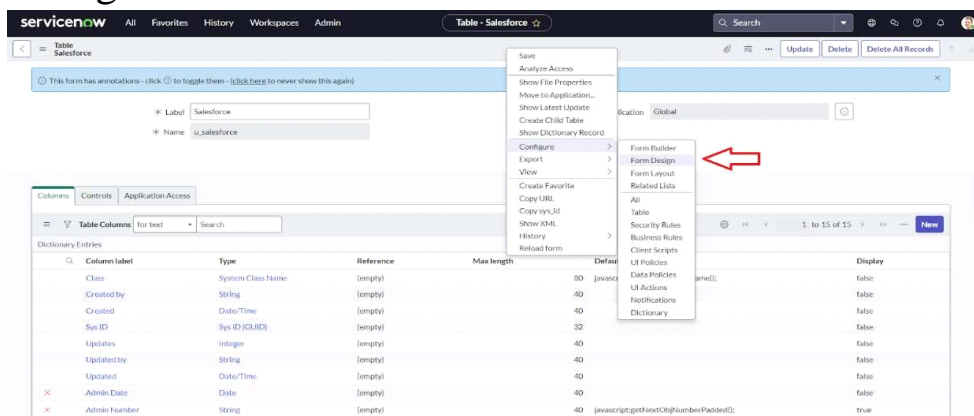 servicenow All Favorites History Workspaces Admin Table - Salesforce Search
Table
Salesforce
Update Delete Delete All Records
This form has annotations - click to toggle them - (click here to never show this again)
Label Salesforce
Name u_salesforce
Global
Save
Analyze Access
Show File Properties
Move to Application...
Show Latest Update
Create Child Table
Show Dictionary Record
Configure
Export
View
Create Favorite
Copy URL
Copy sys_id
Show XML
History
Reload form
Form Builder
Form Design
Form Layout
Related Lists
All
Table
Security Rules
Business Rules
Client Scripts
UI Policies
Data Policies
UI Actions
Notifications
Dictionary
Columns Controls Application Access
Table Columns for text Search 1 to 15 of 15 New
Dictionary Entries
Column label Type Reference Max length Display
Class System Class Name (empty) 80 false
Created by String (empty) 40 false
Created Date/Time (empty) 40 false
Sys ID Sys ID (GUID) (empty) 32 false
Updates Integer (empty) 40 false
Updated by String (empty) 40 false
Updated Date/Time (empty) 40 false
Admin Date Date (empty) 40 false
Admin Number String (empty) 40 javascript:getNextObjNumberPadded(); true